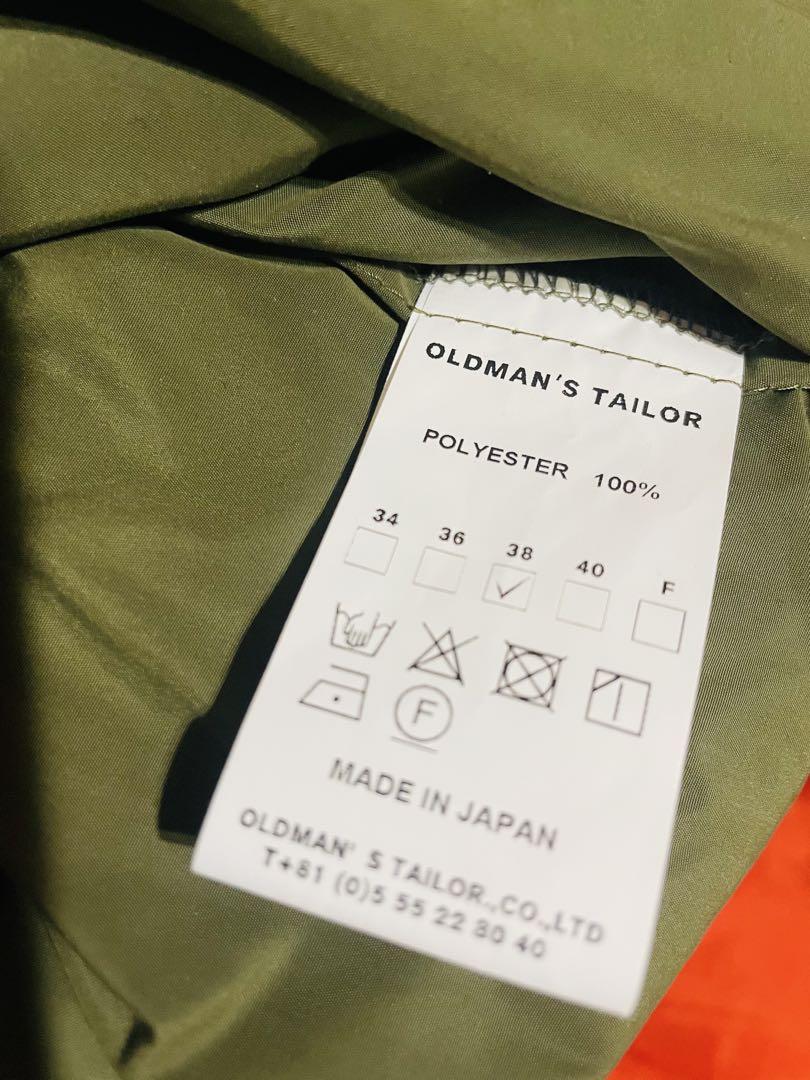 OLDMAN'S TAILOR
POLYESTER 100%
34 36 38 40 F
F
MADE IN JAPAN
OLDMAN' S TAILOR.,CO.,LTD
T+81 (0)5 55 22 80 40